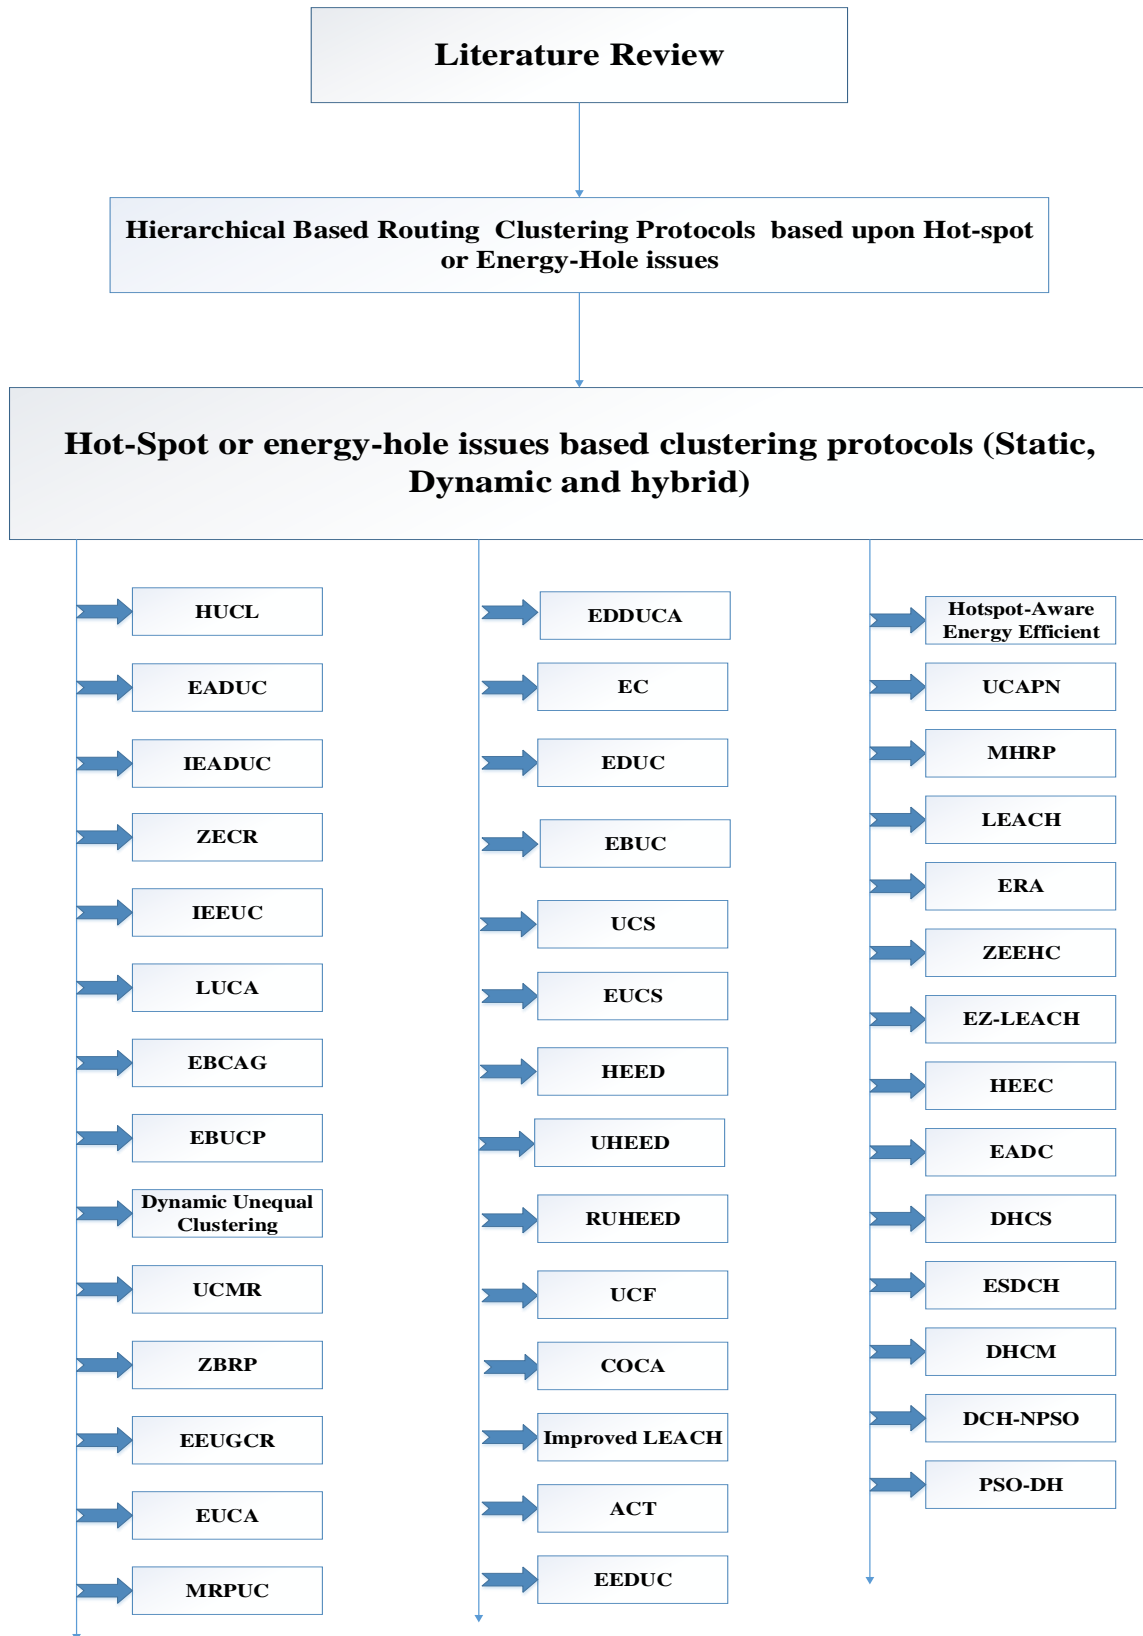 Literature Review
Hierarchical Based Routing Clustering Protocols based upon Hot-spot
or Energy-Hole issues
Hot-Spot or energy-hole issues based clustering protocols (Static,
Dynamic and hybrid)
HUCL
EADUC
IEADUC
ZECR
IEEUC
LUCA
EBCAG
EBUCP
Dynamic Unequal
Clustering
UCMR
ZBRP
EEUGCR
EUCA
MRPUC
EDDUCA
EC
EDUC
EBUC
UCS
EUCS
HEED
UHEED
RUHEED
UCF
COCA
Improved LEACH
ACT
EEDUC
Hotspot-Aware
Energy Efficient
UCAPN
MHRP
LEACH
ERA
ZEEHC
EZ-LEACH
HEEC
EADC
DHCS
ESDCH
DHCM
DCH-NPSO
PSO-DH